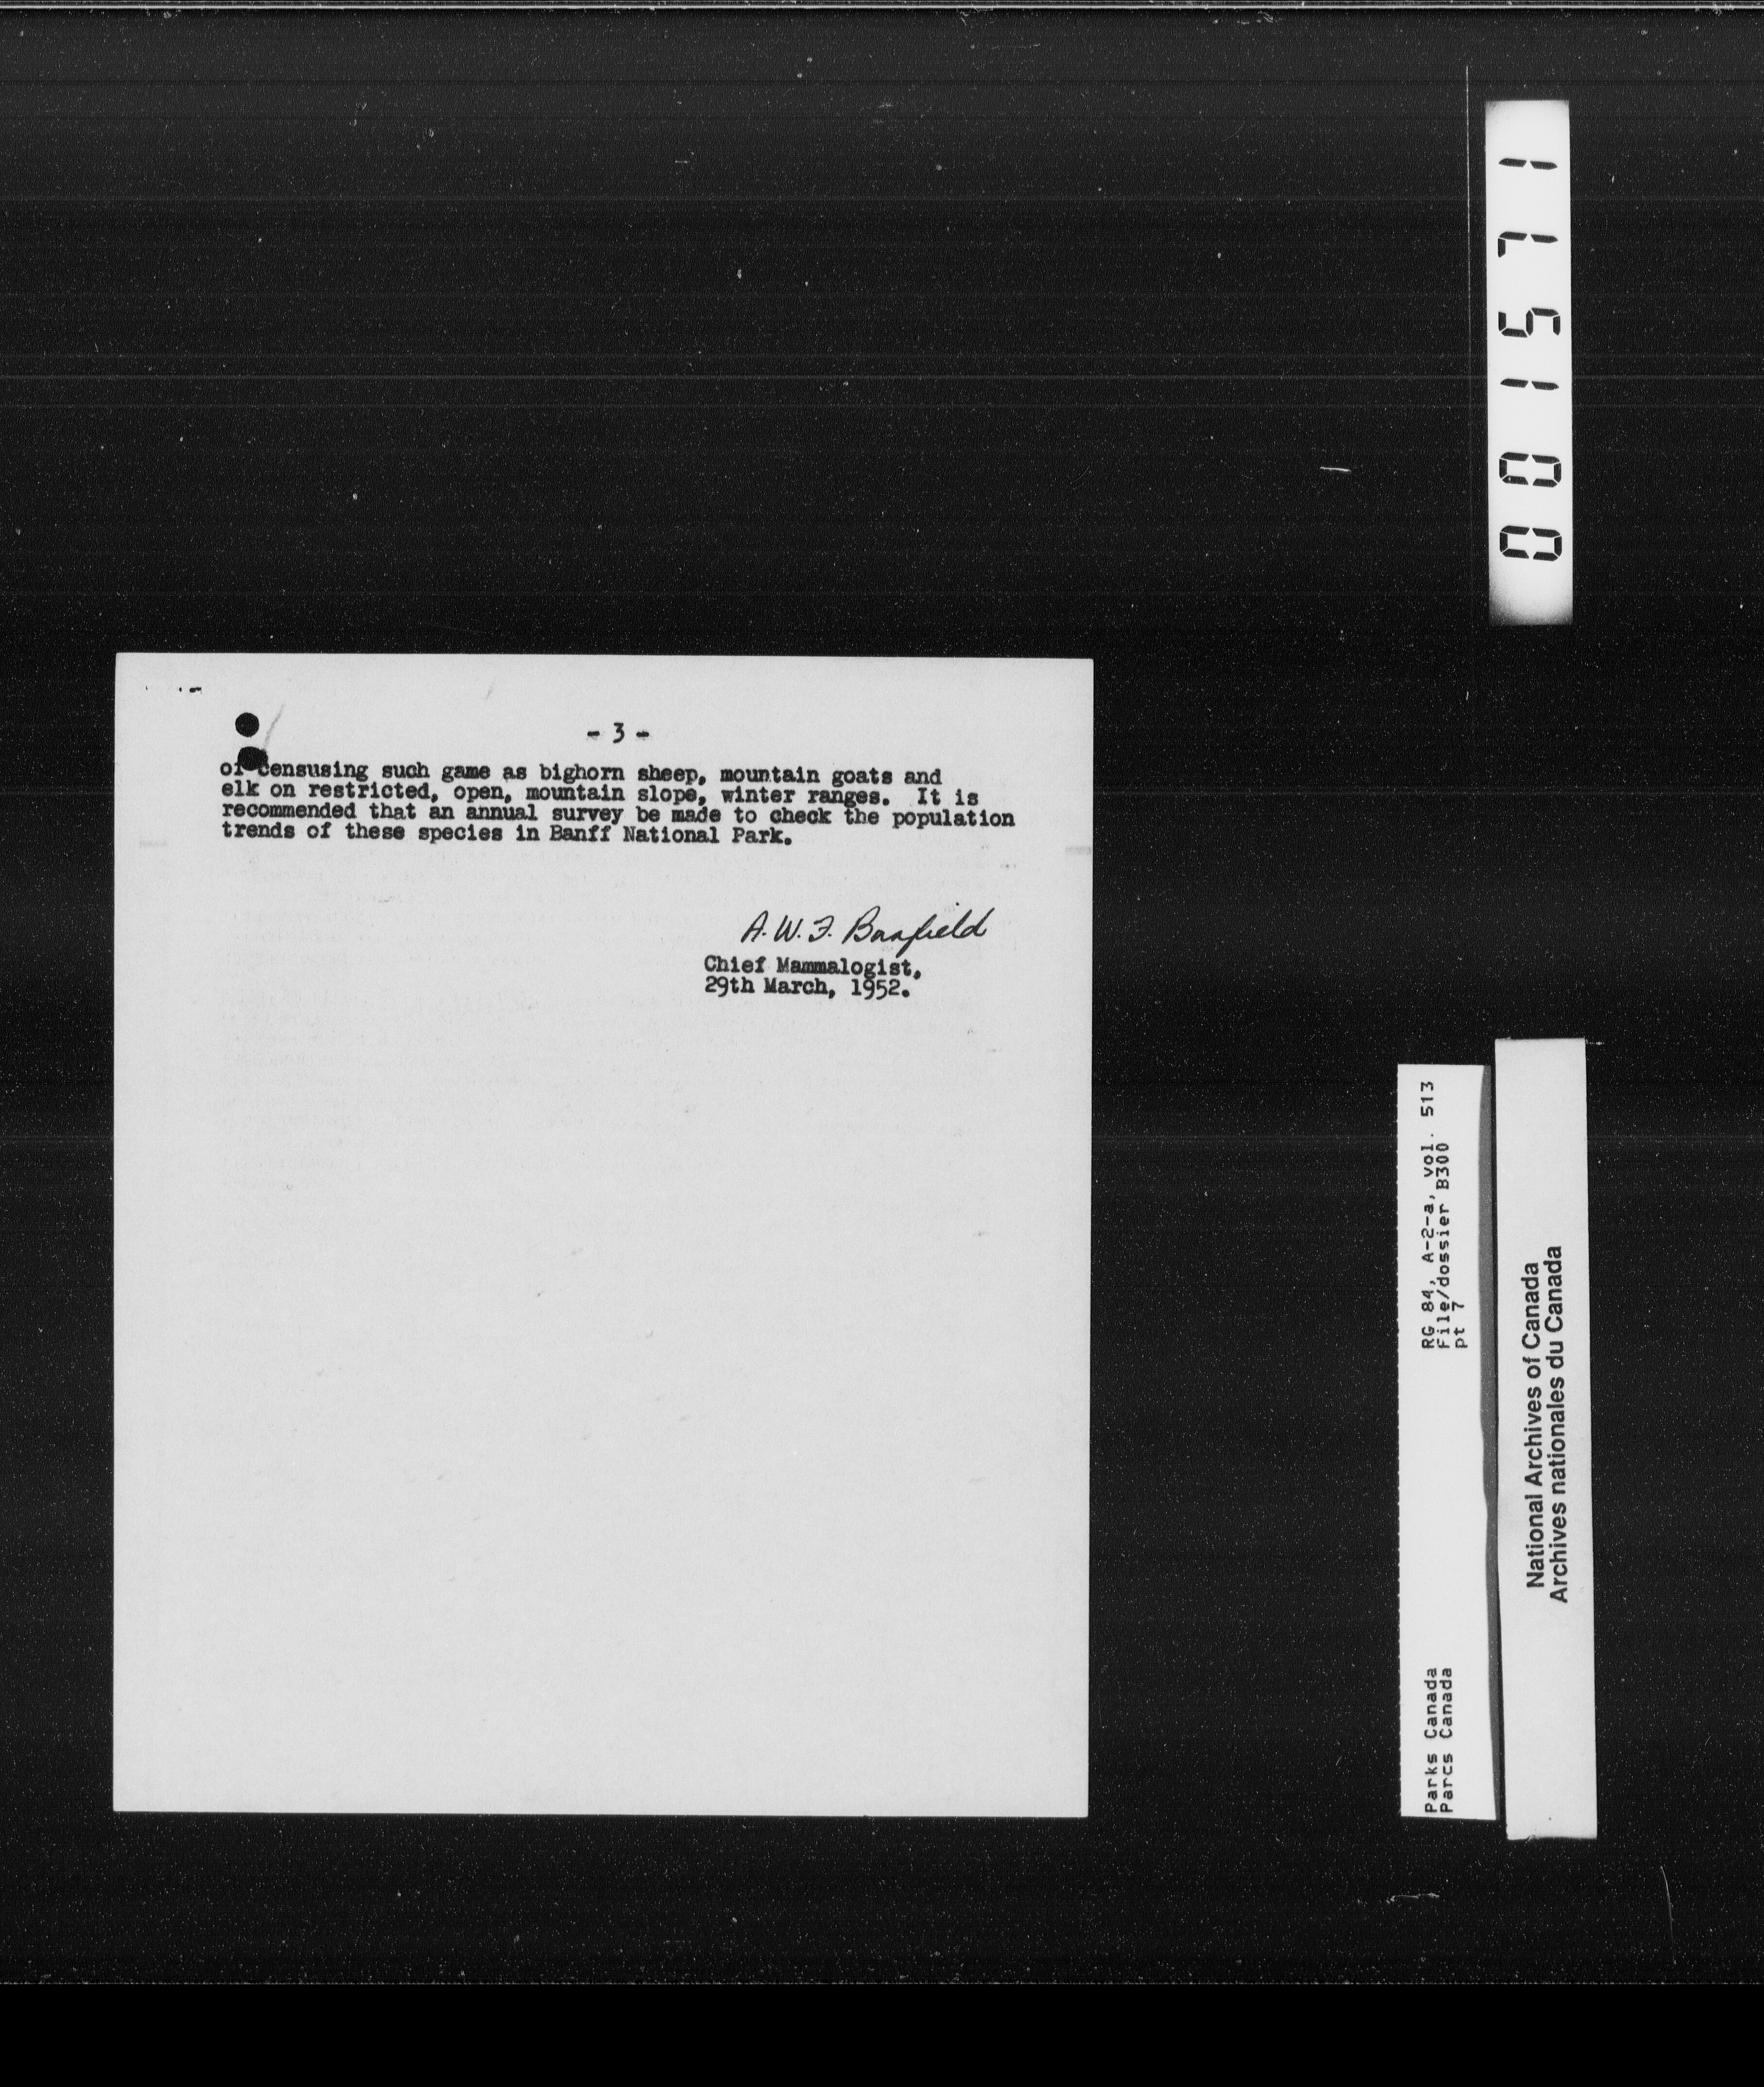 - 3 -
of censusing such game as bighorn sheep, mountain goats and
elk on restricted, open, mountain slope, winter ranges. It is
recommended that an annual survey be made to check the population
trends of these species in Banff National Park.
A. W. F. Banfield
Chief Mammalogist,
29th March, 1952.
001571
RG 84, A-2-a, vol. 513
File/dossier B300
pt 7
Parks Canada
Parcs Canada
National Archives of Canada
Archives nationales du Canada